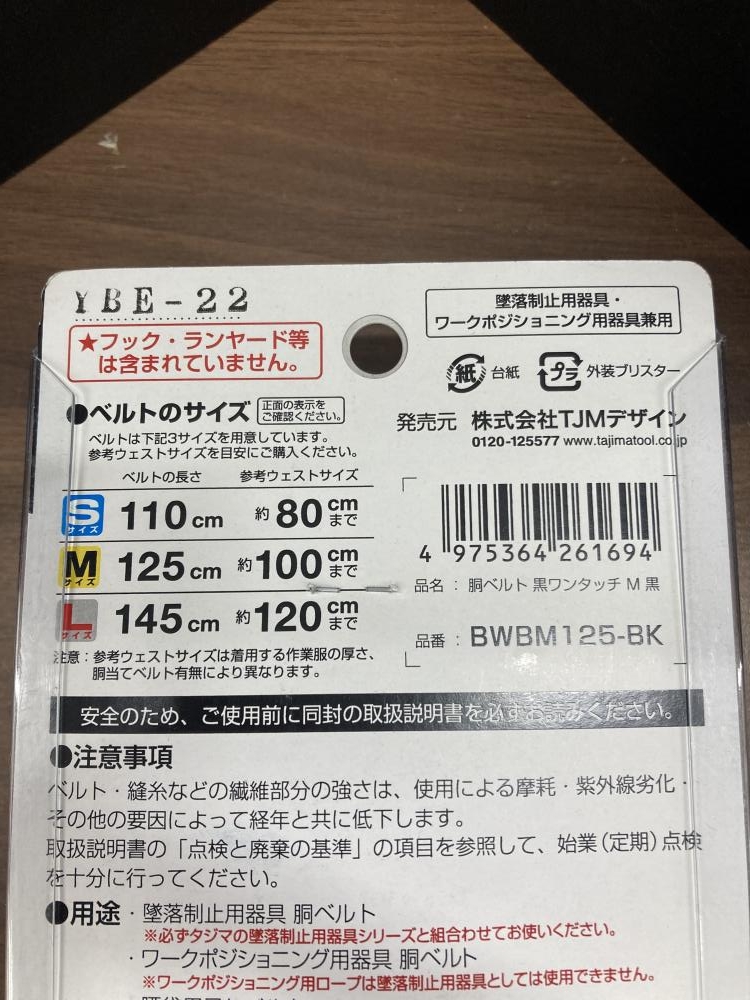 YBE-22
★フック・ランヤード等
は含まれていません。
墜落制止用器具・
ワークポジショニング用器具兼用
紙 台紙 プラ 外装ブリスター
●ベルトのサイズ 正面の表示を
ご確認ください。
ベルトは下記3サイズを用意しています。
参考ウェストサイズを目安にご購入ください。
発売元 株式会社TJMデザイン
0120-125577 www.tajimatool.co.jp
ベルトの長さ 参考ウェストサイズ
Sサイズ 110cm 約80cmまで
Mサイズ 125cm 約100cmまで
Lサイズ 145cm 約120cmまで
4 975364 261694
品名 : 胴ベルト 黒ワンタッチ M 黒
品番 : BWBM125-BK
注意：参考ウェストサイズは着用する作業服の厚さ、
胴当てベルト有無により異なります。
安全のため、ご使用前に同封の取扱説明書を必ずお読みください。
●注意事項
ベルト・縫糸などの繊維部分の強さは、使用による摩耗・紫外線劣化・
その他の要因によって経年と共に低下します。
取扱説明書の「点検と廃棄の基準」の項目を参照して、始業(定期)点検
を十分に行ってください。
●用途・墜落制止用器具 胴ベルト
※必ずタジマの墜落制止用器具シリーズと組合わせてお使いください。
・ワークポジショニング用器具 胴ベルト
※ワークポジショニング用ロープは墜落制止用器具としては使用できません。